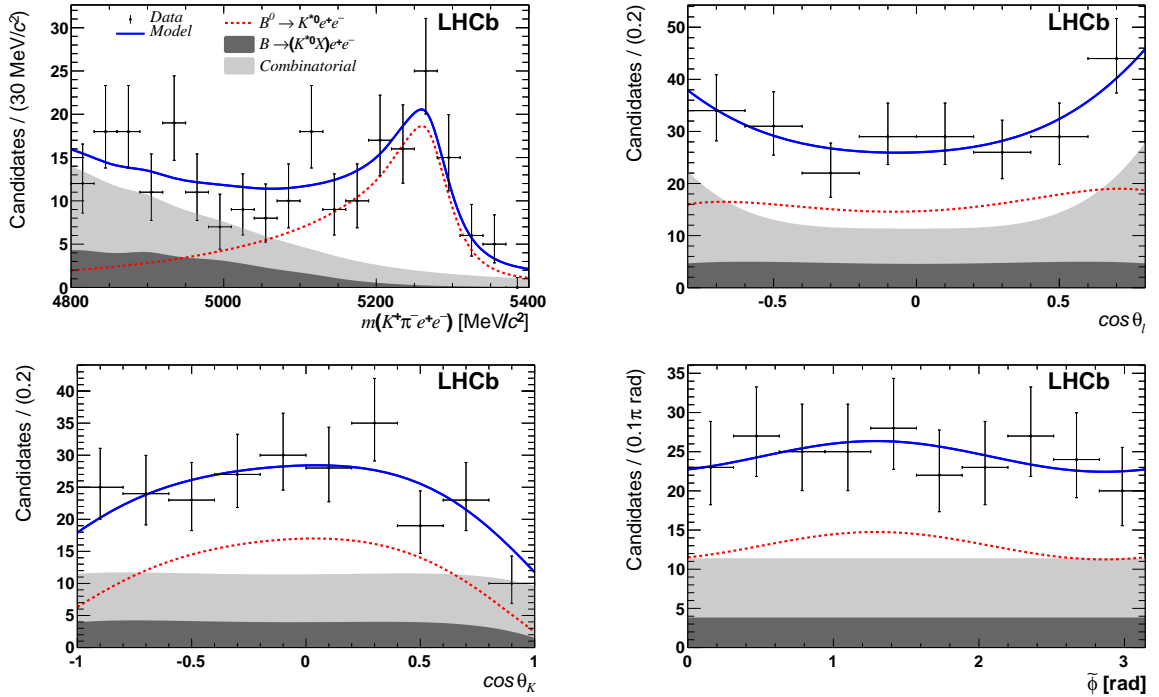 LHCb
Data
Model
B⁰ → K*⁰e⁺e⁻
B→(K*⁰X)e⁺e⁻
Combinatorial
Candidates / (30 MeV/c²)
35
30
25
20
15
10
5
0
4800 5000 5200 5400
m(K⁺π⁻e⁺e⁻) [MeV/c²]
LHCb
Candidates / (0.2)
50
40
30
20
10
0
-0.5 0 0.5
cosθ_l
LHCb
Candidates / (0.2)
40
35
30
25
20
15
10
5
0
-1 -0.5 0 0.5 1
cosθ_K
LHCb
Candidates / (0.1π rad)
35
30
25
20
15
10
5
0
0 1 2 3
ϕ̃ [rad]